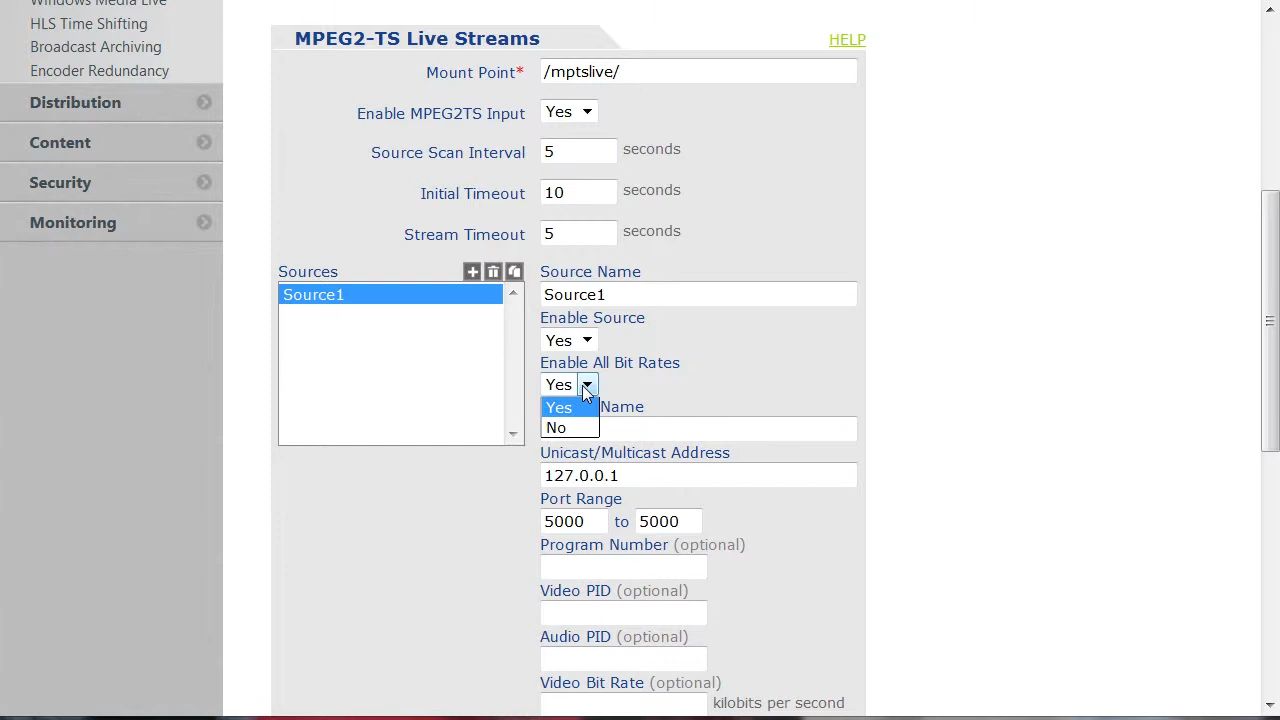 Windows Media Live
HLS Time Shifting
Broadcast Archiving
Encoder Redundancy
Distribution
Content
Security
Monitoring
MPEG2-TS Live Streams
HELP
Mount Point* /mptslive/
Enable MPEG2TS Input Yes
Source Scan Interval 5 seconds
Initial Timeout 10 seconds
Stream Timeout 5 seconds
Sources
Source1
Source Name
Source1
Enable Source
Yes
Enable All Bit Rates
Yes
Yes
No
Name
Unicast/Multicast Address
127.0.0.1
Port Range
5000 to 5000
Program Number (optional)
Video PID (optional)
Audio PID (optional)
Video Bit Rate (optional)
kilobits per second